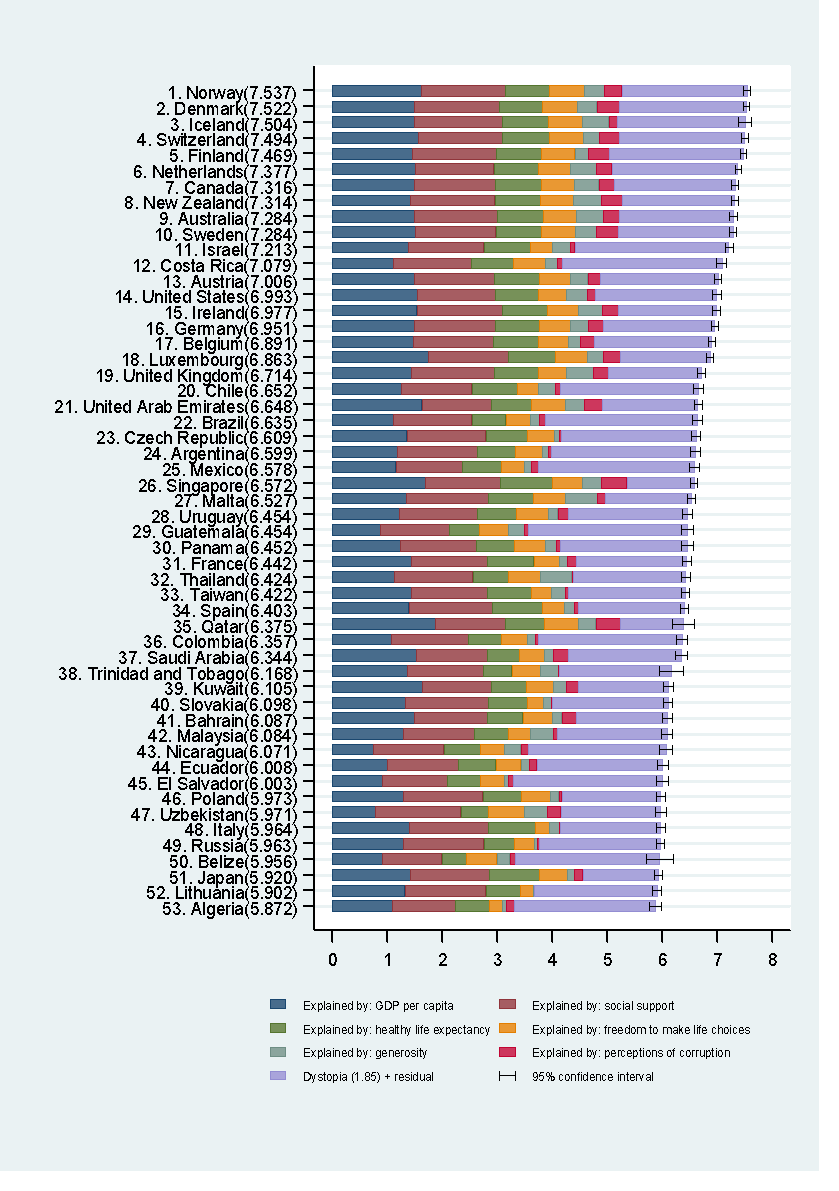 1. Norway(7.537)
2. Denmark(7.522)
3. Iceland(7.504)
4. Switzerland(7.494)
5. Finland(7.469)
6. Netherlands(7.377)
7. Canada(7.316)
8. New Zealand(7.314)
9. Australia(7.284)
10. Sweden(7.284)
11. Israel(7.213)
12. Costa Rica(7.079)
13. Austria(7.006)
14. United States(6.993)
15. Ireland(6.977)
16. Germany(6.951)
17. Belgium(6.891)
18. Luxembourg(6.863)
19. United Kingdom(6.714)
20. Chile(6.652)
21. United Arab Emirates(6.648)
22. Brazil(6.635)
23. Czech Republic(6.609)
24. Argentina(6.599)
25. Mexico(6.578)
26. Singapore(6.572)
27. Malta(6.527)
28. Uruguay(6.454)
29. Guatemala(6.454)
30. Panama(6.452)
31. France(6.442)
32. Thailand(6.424)
33. Taiwan(6.422)
34. Spain(6.403)
35. Qatar(6.375)
36. Colombia(6.357)
37. Saudi Arabia(6.344)
38. Trinidad and Tobago(6.168)
39. Kuwait(6.105)
40. Slovakia(6.098)
41. Bahrain(6.087)
42. Malaysia(6.084)
43. Nicaragua(6.071)
44. Ecuador(6.008)
45. El Salvador(6.003)
46. Poland(5.973)
47. Uzbekistan(5.971)
48. Italy(5.964)
49. Russia(5.963)
50. Belize(5.956)
51. Japan(5.920)
52. Lithuania(5.902)
53. Algeria(5.872)
0 1 2 3 4 5 6 7 8
Explained by: GDP per capita
Explained by: social support
Explained by: healthy life expectancy
Explained by: freedom to make life choices
Explained by: generosity
Explained by: perceptions of corruption
Dystopia (1.85) + residual
95% confidence interval